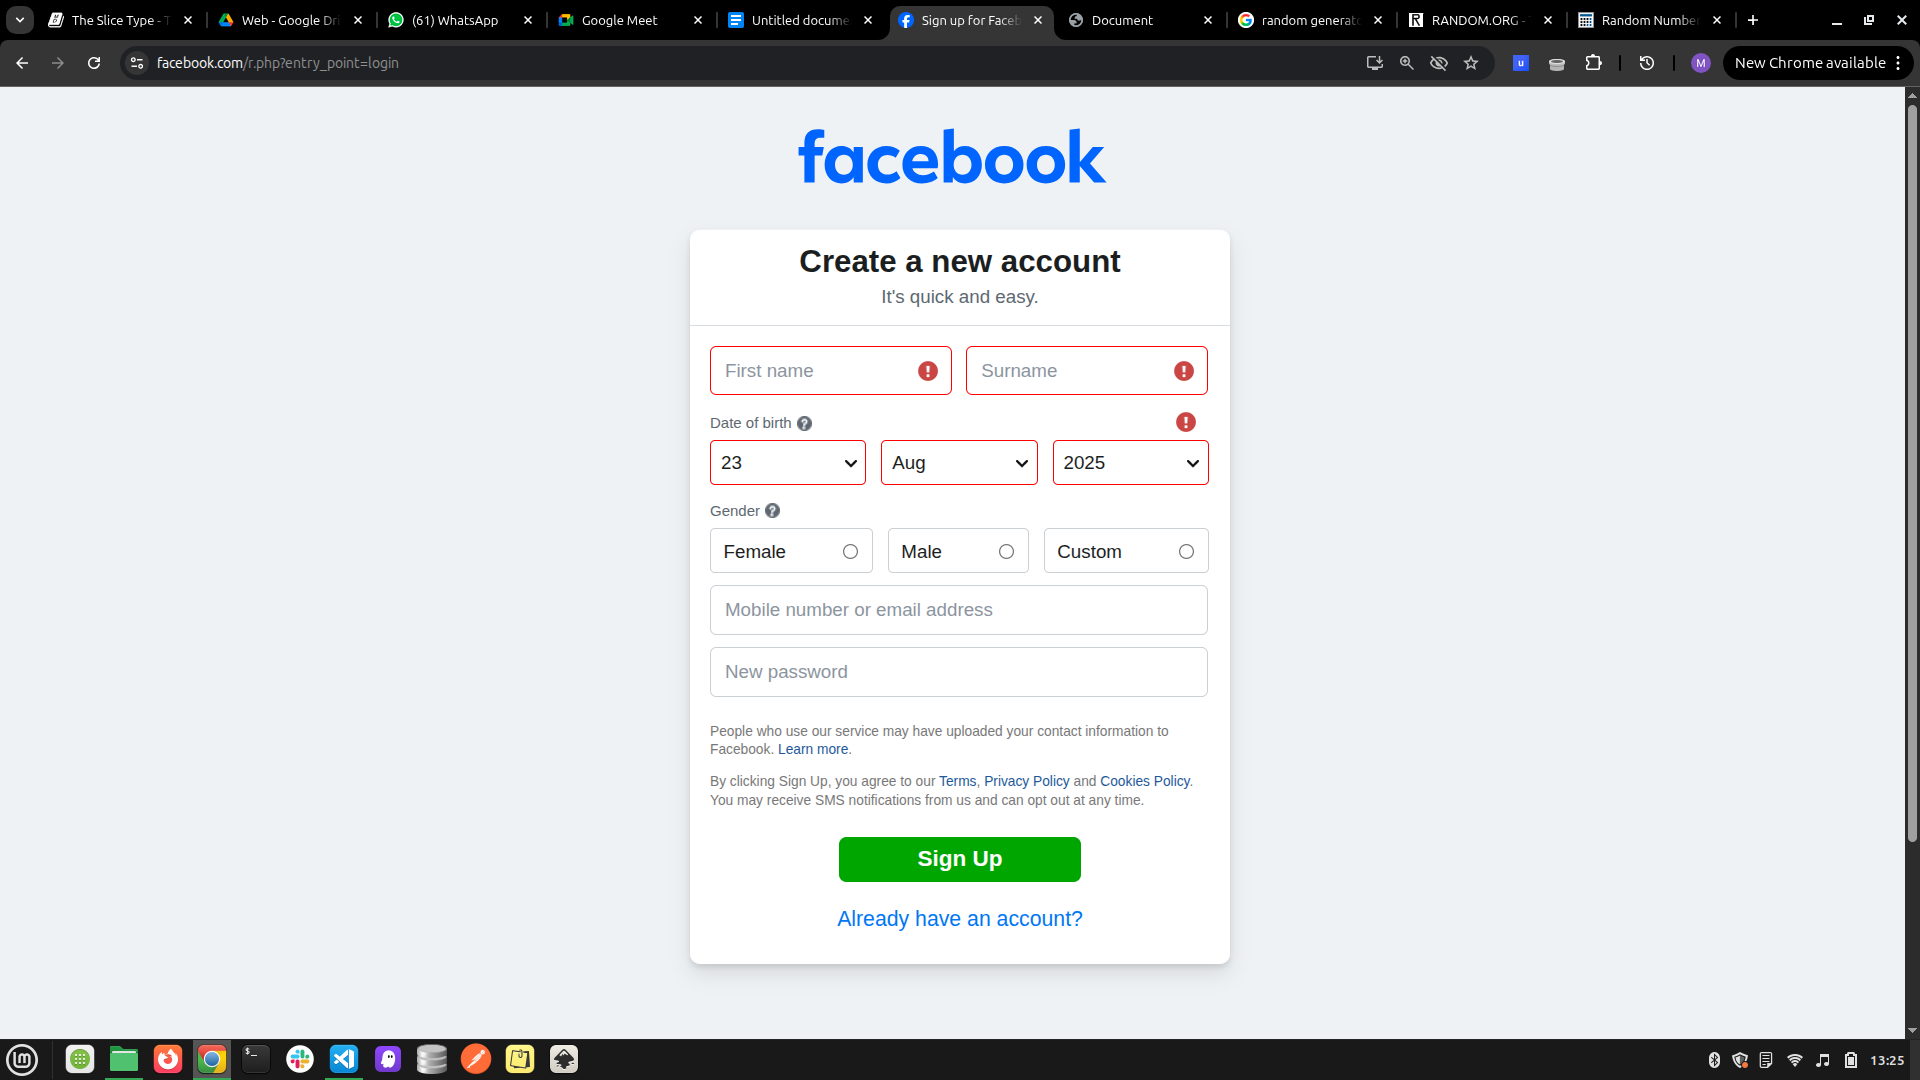 The Slice Type - T
Web - Google Dri
(61) WhatsApp
Google Meet
Untitled docume
Sign up for Faceb
Document
random generato
RANDOM.ORG - T
Random Number
facebook.com/r.php?entry_point=login
u
M
New Chrome available
facebook
Create a new account
It's quick and easy.
First name
Surname
Date of birth
23
Aug
2025
Gender
Female
Male
Custom
Mobile number or email address
New password
People who use our service may have uploaded your contact information to
Facebook. Learn more.
By clicking Sign Up, you agree to our Terms, Privacy Policy and Cookies Policy.
You may receive SMS notifications from us and can opt out at any time.
Sign Up
Already have an account?
13:25